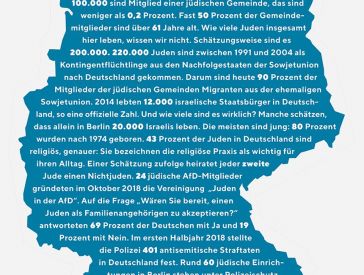 100.000 sind Mitglied einer jüdischen Gemeinde, das sind
weniger als 0,2 Prozent. Fast 50 Prozent der Gemeinde-
mitglieder sind über 61 Jahre alt. Wie viele Juden insgesamt
hier leben, wissen wir nicht. Schätzungsweise sind es
200.000. 220.000 Juden sind zwischen 1991 und 2004 als
Kontingentflüchtlinge aus den Nachfolgestaaten der Sowjetunion
nach Deutschland gekommen. Darum sind heute 90 Prozent der
Mitglieder der jüdischen Gemeinden Migranten aus der ehemaligen
Sowjetunion. 2014 lebten 12.000 israelische Staatsbürger in Deutsch-
land, so eine offizielle Zahl. Und wie viele sind es wirklich? Manche schätzen,
dass allein in Berlin 20.000 Israelis leben. Die meisten sind jung: 80 Prozent
wurden nach 1974 geboren. 43 Prozent der Juden in Deutschland sind
religiös, genauer: Sie bezeichnen die religiöse Praxis als wichtig für
ihren Alltag. Einer Schätzung zufolge heiratet jeder zweite
Jude einen Nichtjuden. 24 jüdische AfD-Mitglieder
gründeten im Oktober 2018 die Vereinigung „Juden
in der AfD“. Auf die Frage „Wären Sie bereit, einen
Juden als Familienangehörigen zu akzeptieren?“
antworteten 69 Prozent der Deutschen mit Ja und 19
Prozent mit Nein. Im ersten Halbjahr 2018 stellte
die Polizei 401 antisemitische Straftaten
in Deutschland fest. Rund 60 jüdische Einrich-
tungen in Berlin stehen unter Polizeischutz.